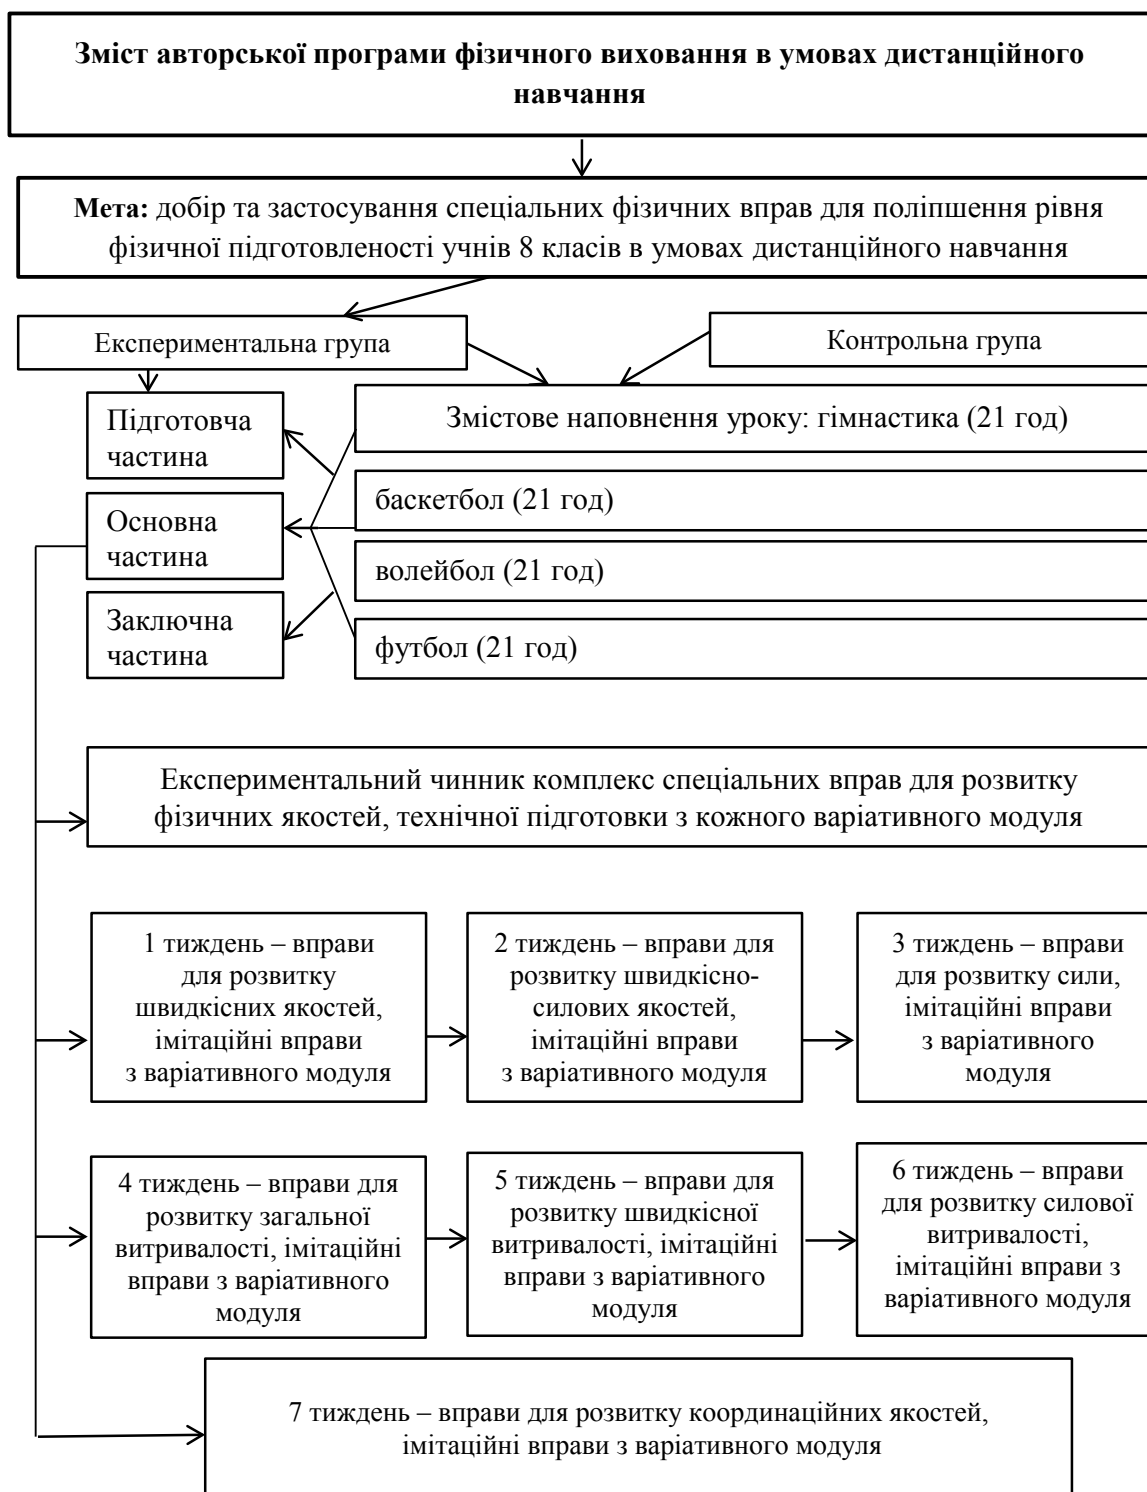 Зміст авторської програми фізичного виховання в умовах дистанційного
навчання
Мета: добір та застосування спеціальних фізичних вправ для поліпшення рівня
фізичної підготовленості учнів 8 класів в умовах дистанційного навчання
Експериментальна група
Контрольна група
Підготовча
частина
Змістове наповнення уроку: гімнастика (21 год)
баскетбол (21 год)
Основна
частина
волейбол (21 год)
Заключна
частина
футбол (21 год)
Експериментальний чинник комплекс спеціальних вправ для розвитку
фізичних якостей, технічної підготовки з кожного варіативного модуля
1 тиждень – вправи
для розвитку
швидкісних якостей,
імітаційні вправи
з варіативного модуля
2 тиждень – вправи для
розвитку швидкісно-
силових якостей,
імітаційні вправи
з варіативного модуля
3 тиждень – вправи
для розвитку сили,
імітаційні вправи
з варіативного
модуля
4 тиждень – вправи для
розвитку загальної
витривалості, імітаційні
вправи з варіативного
модуля
5 тиждень – вправи для
розвитку швидкісної
витривалості, імітаційні
вправи з варіативного
модуля
6 тиждень – вправи
для розвитку силової
витривалості,
імітаційні вправи з
варіативного модуля
7 тиждень – вправи для розвитку координаційних якостей,
імітаційні вправи з варіативного модуля